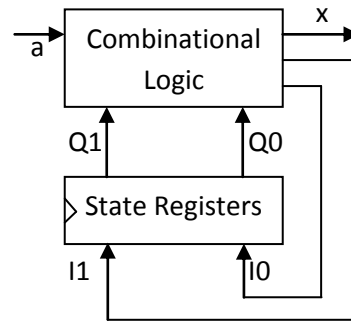 x
Combinational
Logic
a
Q1
Q0
State Registers
I1
I0